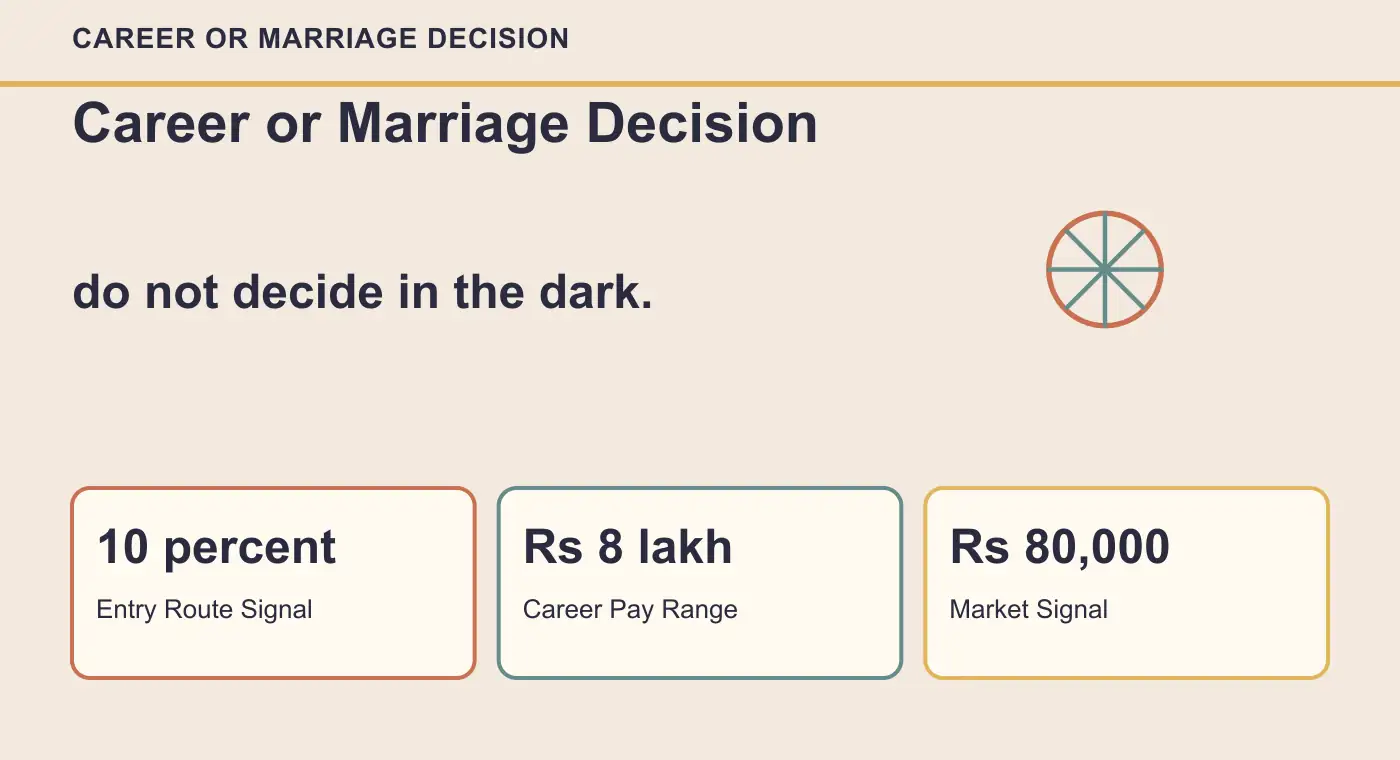 CAREER OR MARRIAGE DECISION
Career or Marriage Decision
do not decide in the dark.
10 percent
Entry Route Signal
Rs 8 lakh
Career Pay Range
Rs 80,000
Market Signal